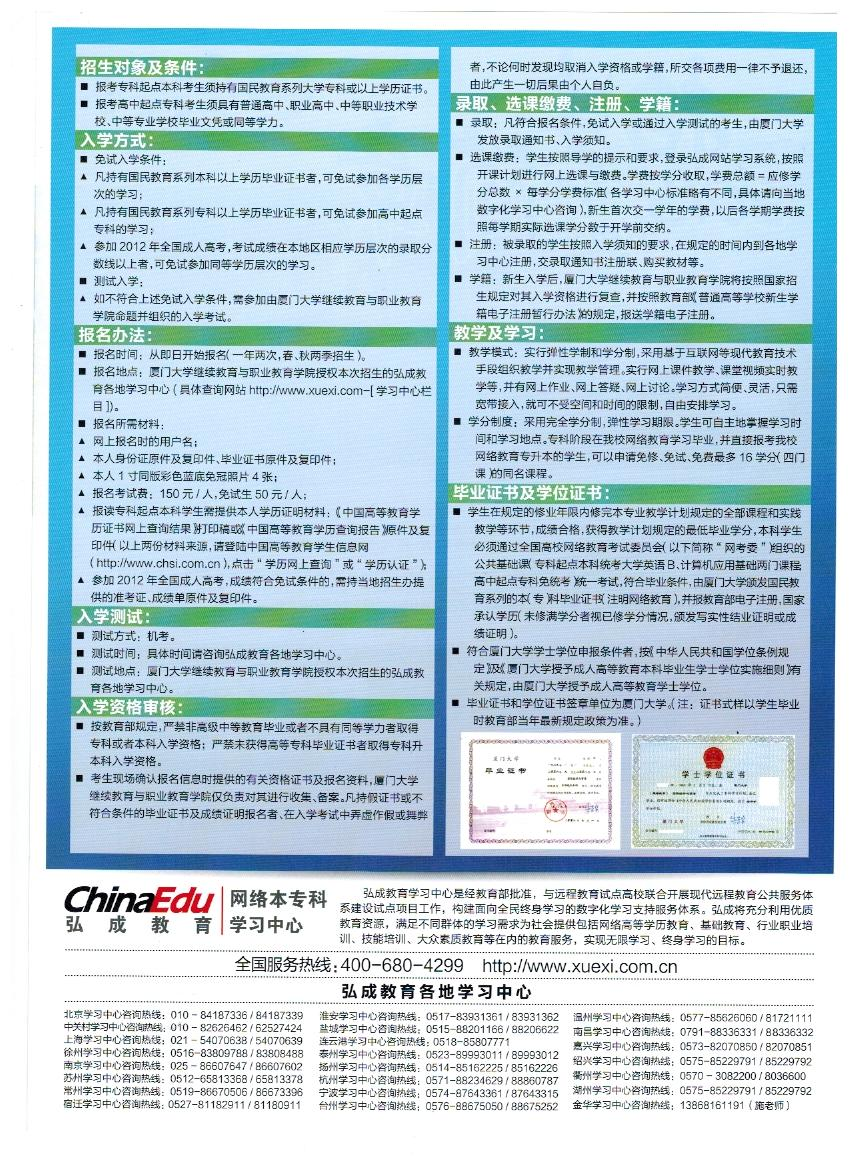 招生对象及条件：
■ 报考专科起点本科考生须持有国民教育系列大学专科或以上学历证书。
■ 报考高中起点专科考生须具有普通高中、职业高中、中等职业技术学
校、中等专业学校毕业文凭或同等学力。
入学方式：
■ 免试入学条件：
▲ 凡持有国民教育系列本科以上学历毕业证书者，可免试参加各学历层
次的学习；
▲ 凡持有国民教育系列专科以上学历毕业证书者，可免试参加高中起点
专科的学习；
▲ 参加 2012 年全国成人高考，考试成绩在本地区相应学历层次的录取分
数线以上者，可免试参加同等学历层次的学习。
■ 测试入学：
▲ 如不符合上述免试入学条件，需参加由厦门大学继续教育与职业教育
学院命题并组织的入学考试。
报名办法：
■ 报名时间：从即日开始报名（一年两次，春、秋两季招生）。
■ 报名地点：厦门大学继续教育与职业教育学院授权本次招生的弘成教
育各地学习中心（具体查询网站 http://www.xuexi.com-[ 学习中心栏
目 ]）。
■ 报名所需材料：
▲ 网上报名时的用户名；
▲ 本人身份证原件及复印件、毕业证书原件及复印件；
▲ 本人 1 寸同版彩色蓝底免冠照片 4 张；
▲ 报名考试费：150 元 / 人，免试生 50 元 / 人；
▲ 报读专科起点本科学生需提供本人学历证明材料：《中国高等教育学
历证书网上查询结果》打印稿或《中国高等教育学历查询报告》原件及复
印件（以上两份材料来源，请登陆中国高等教育学生信息网
（http://www.chsi.com.cn），点击“学历网上查询”或“学历认证”）；
▲ 参加 2012 年全国成人高考，成绩符合免试条件的，需持当地招生办提
供的准考证、成绩单原件及复印件。
入学测试：
■ 测试方式：机考。
■ 测试时间：具体时间请咨询弘成教育各地学习中心。
■ 测试地点：厦门大学继续教育与职业教育学院授权本次招生的弘成教
育各地学习中心。
入学资格审核：
■ 按教育部规定，严禁非高级中等教育毕业或者不具有同等学力者取得
专科或者本科入学资格；严禁未获得高等专科毕业证书者取得专科升
本科入学资格。
■ 考生现场确认报名信息时提供的有关资格证书及报名资料，厦门大学
继续教育与职业教育学院仅负责对其进行收集、备案。凡持假证书或不
符合条件的毕业证书及成绩证明报名者、在入学考试中弄虚作假或舞弊
者，不论何时发现均取消入学资格或学籍，所交各项费用一律不予退还，
由此产生一切后果由个人自负。
录取、选课缴费、注册、学籍：
■ 录取：凡符合报名条件，免试入学或通过入学测试的考生，由厦门大学
发放录取通知书、入学须知。
■ 选课缴费：学生按照导学的提示和要求，登录弘成网站学习系统，按照
开课计划进行网上选课与缴费。学费按学分收取，学费总额 = 应修学
分总数 × 每学分学费标准（各学习中心标准略有不同，具体请向当地
数字化学习中心咨询），新生首次交一学年的学费，以后各学期学费按
照每学期实际选课学分数于开学前交纳。
■ 注册：被录取的学生按照入学须知的要求，在规定的时间内到各地学
习中心注册，交录取通知书注册联、购买教材等。
■ 学籍：新生入学后，厦门大学继续教育与职业教育学院将按照国家招
生规定对其入学资格进行复查，并按照教育部《普通高等学校新生学
籍电子注册暂行办法》的规定，报送学籍电子注册。
教学及学习：
■ 教学模式：实行弹性学制和学分制，采用基于互联网等现代教育技术
手段组织教学并实现教学管理。实行网上课件教学、课堂视频实时教
学等，并有网上作业、网上答疑、网上讨论。学习方式简便、灵活，只需
宽带接入，就可不受空间和时间的限制，自由安排学习。
■ 学分制度：采用完全学分制，弹性学习期限。学生可自主地掌握学习时
间和学习地点。专科阶段在我校网络教育学习毕业，并直接报考我校
网络教育专升本的学生，可以申请免修、免试、免费最多 16 学分（四门
课）的同名课程。
毕业证书及学位证书：
■ 学生在规定的修业年限内修完本专业教学计划规定的全部课程和实践
教学等环节，成绩合格，获得教学计划规定的最低毕业学分，本科学生
必须通过全国高校网络教育考试委员会（以下简称“网考委”）组织的
公共基础课（专科起点本科统考大学英语 B、计算机应用基础两门课程，
高中起点专科免统考）统一考试，符合毕业条件，由厦门大学颁发国民教
育系列的本（专）科毕业证书（注明网络教育），并报教育部电子注册，国家
承认学历（未修满学分者视已修学分情况，颁发写实性结业证明或成
绩证明）。
■ 符合厦门大学学士学位申报条件者，按《中华人民共和国学位条例规
定》及《厦门大学授予成人高等教育本科毕业生学士学位实施细则》有
关规定，由厦门大学授予成人高等教育学士学位。
■ 毕业证书和学位证书签章单位为厦门大学。（注：证书式样以学生毕业
时教育部当年最新规定政策为准。）
厦门大学
毕业证书
学士学位证书
ChinaEdu
弘成教育
网络本专科
学习中心
弘成教育学习中心是经教育部批准，与远程教育试点高校联合开展现代远程教育公共服务体
系建设试点项目工作，构建面向全民终身学习的数字化学习支持服务体系。弘成将充分利用优质
教育资源，满足不同群体的学习需求为社会提供包括网络高等学历教育、基础教育、行业职业培
训、技能培训、大众素质教育等在内的教育服务，实现无限学习、终身学习的目标。
全国服务热线：400-680-4299 http://www.xuexi.com.cn
弘成教育各地学习中心
北京学习中心咨询热线：010 - 84187336 / 84187339
中关村学习中心咨询热线：010 - 82626462 / 62527424
上海学习中心咨询热线：021 - 54070638 / 54070639
徐州学习中心咨询热线：0516-83809788 / 83808488
南京学习中心咨询热线：025 - 86607647 / 86607602
苏州学习中心咨询热线：0512-65813368 / 65813378
常州学习中心咨询热线：0519-86670506 / 86673396
宿迁学习中心咨询热线：0527-81182911 / 81180911
淮安学习中心咨询热线：0517-83931361 / 83931362
盐城学习中心咨询热线：0515-88201166 / 88206622
连云港学习中心咨询热线：0518-85807771
泰州学习中心咨询热线：0523-89993011 / 89993012
扬州学习中心咨询热线：0514-85162225 / 85162226
杭州学习中心咨询热线：0571-88234629 / 88860787
宁波学习中心咨询热线：0574-87643361 / 87643315
台州学习中心咨询热线：0576-88675050 / 88675252
温州学习中心咨询热线：0577-85626060 / 81721111
南昌学习中心咨询热线：0791-88336331 / 88336332
嘉兴学习中心咨询热线：0573-82070850 / 82070851
绍兴学习中心咨询热线：0575-85229791 / 85229792
衢州学习中心咨询热线：0570 - 3082200 / 8036600
湖州学习中心咨询热线：0575-85229791 / 85229792
金华学习中心咨询热线：13868161191（施老师）